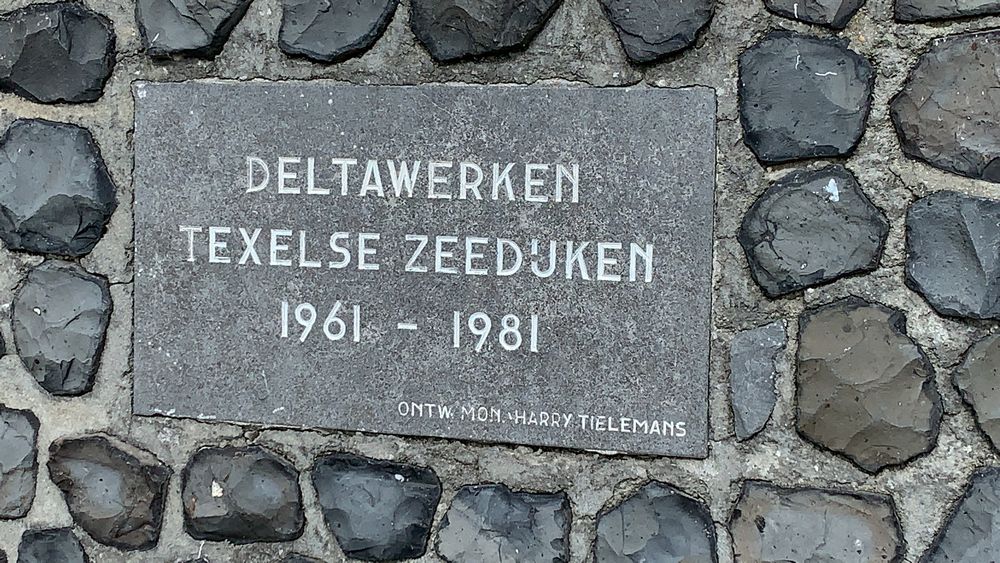 DELTAWERKEN
TEXELSE ZEEDIJKEN
1961 - 1981
ONTW. MON. HARRY TIELEMANS